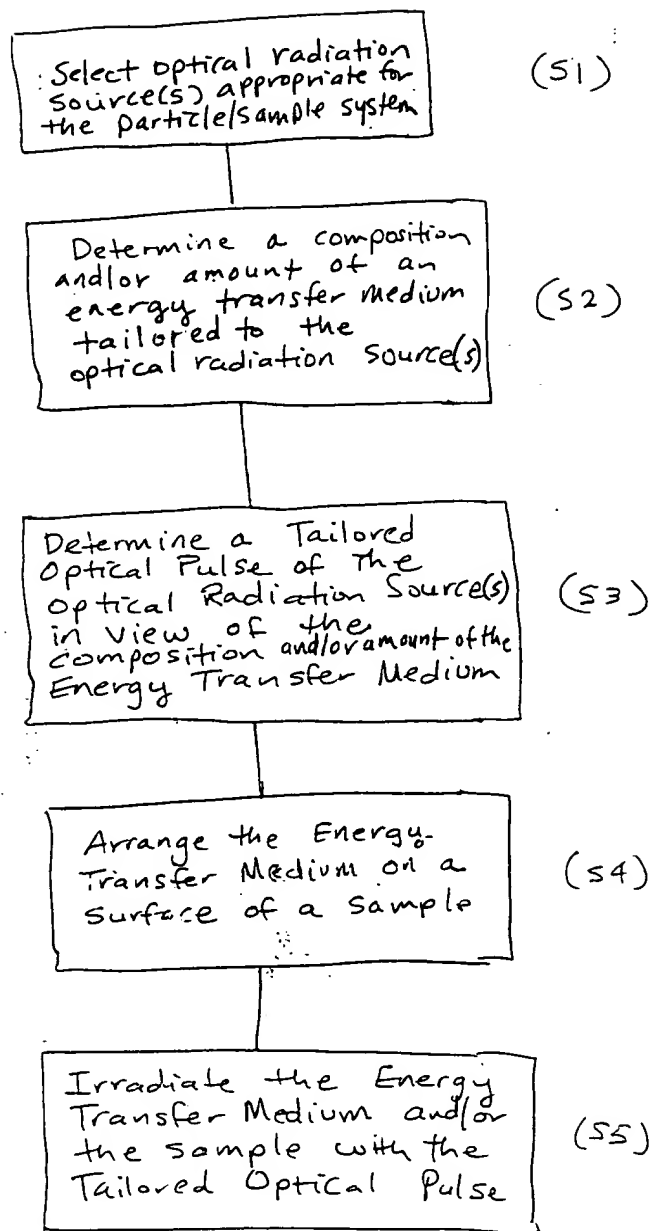 Select optical radiation
source(s) appropriate for
the particle/sample system
(S1)
Determine a composition
and/or amount of an
energy transfer medium
tailored to the
optical radiation source(s)
(S2)
Determine a Tailored
Optical Pulse of The
Optical Radiation Source(s)
in view of the
composition and/or amount of the
Energy Transfer Medium
(S3)
Arrange the Energy-
Transfer Medium on a
surface of a sample
(S4)
Irradiate the Energy
Transfer Medium and/or
the sample with the
Tailored Optical Pulse
(S5)